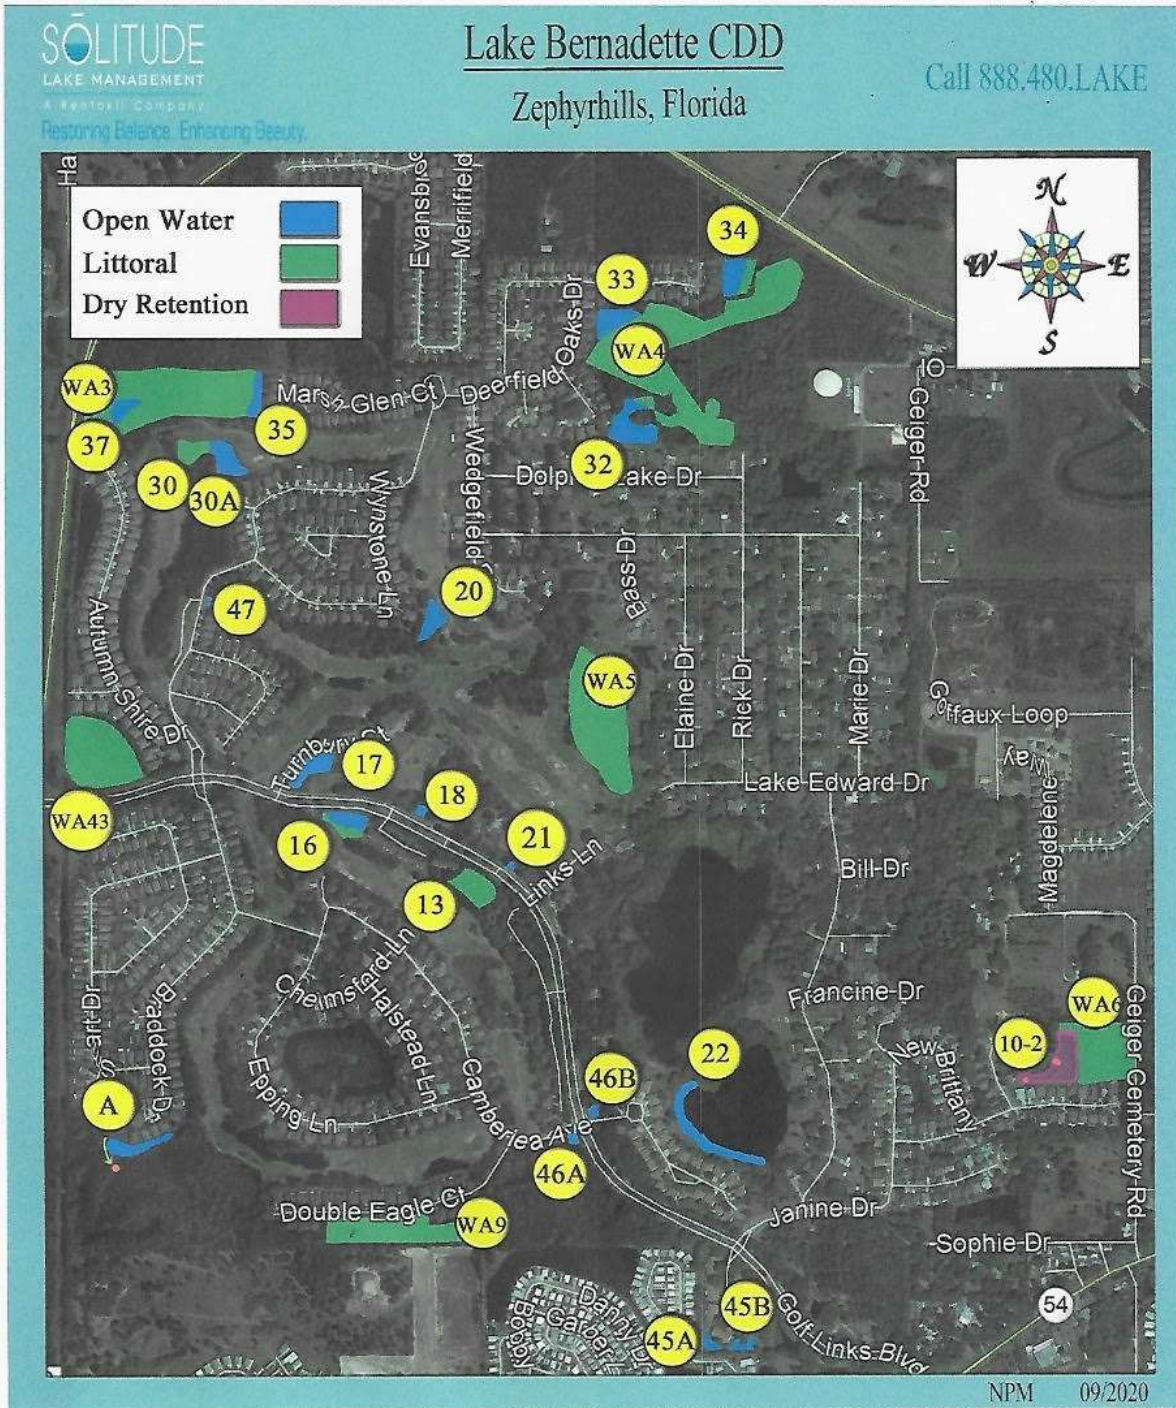 SŌLITUDE
LAKE MANAGEMENT
A Rentokil Company
Restoring Balance. Enhancing Beauty.
Lake Bernadette CDD
Zephyrhills, Florida
Call 888.480.LAKE
Ha
Open Water
Littoral
Dry Retention
Merrifield
N
W
E
S
34
33
Deerfield Oaks Dr
WA4
WA3
37
35
30
30A
32
Geiger Rd
Wynstone Ln
Wedgefield
Bass Dr
20
47
Autumn Shire Dr
WA5
Elaine Dr
Rick Dr
Marie Dr
Loop
Way
Magdelene
Lake Edward Dr
WA43
Turnbury Ct
17
18
16
21
13
Links Ln
Bill Dr
Francine Dr
Chelmsford Ln
Halstead Ln
Epping Ln
Camberlea Ave
Braddock Dr
A
22
46B
46A
10-2
WA6
New Brittany
Geiger Cemetery Rd
Double Eagle Ct
WA9
Janine Dr
Sophie Dr
54
Danny Dr
Bobby
45A
45B
Golf Links Blvd
NPM 09/2020